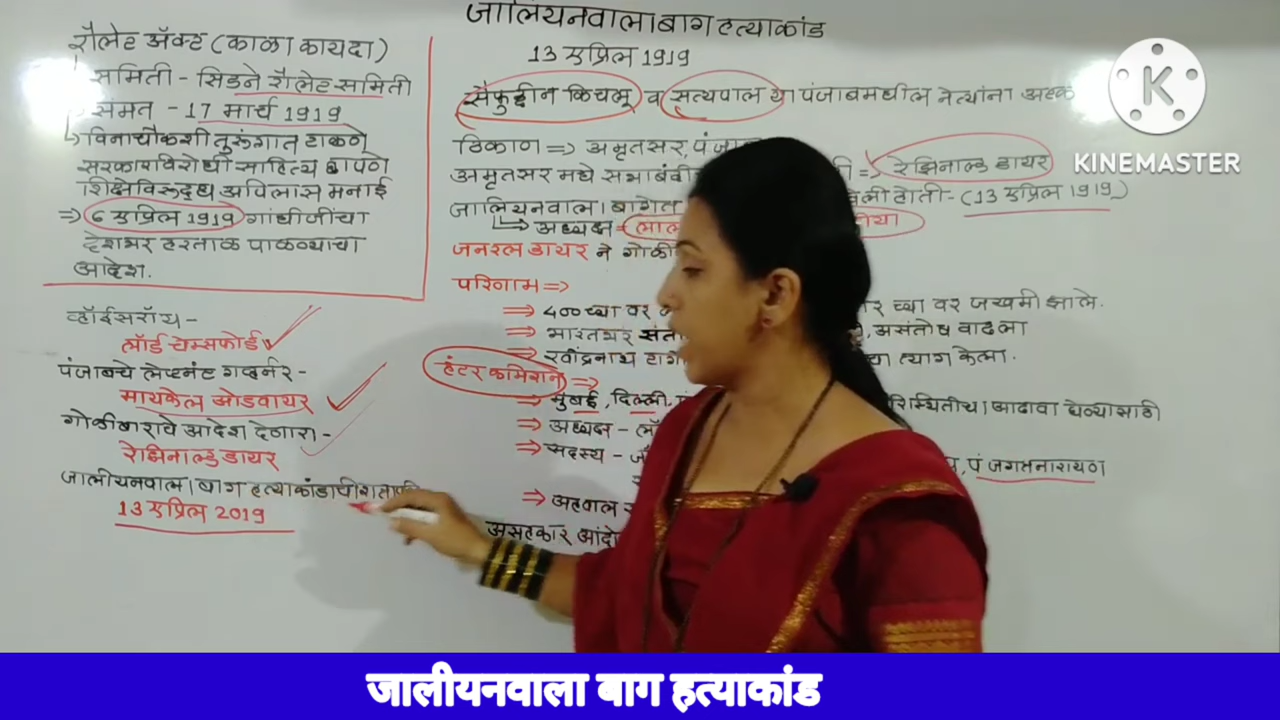 जालियनवाला बाग हत्याकांड
13 एप्रिल 1919
रौलेट ॲक्ट (काळा कायदा)
समिती - सिडने रौलेट समिती
संमत - 17 मार्च 1919
विनाचौकशी तुरूंगात टाकणे
सरकारविरोधी साहित्य छापणे
शिक्षेविरूद्ध अपिलास मनाई
⇒ 6 एप्रिल 1919 गांधीजींचा
देशभर हरताळ पाळण्याचा
आदेश.
व्हॉईसरॉय -
लॉर्ड चेम्सफोर्ड
पंजाबचे लेफ्टनंट गव्हर्नर -
मायकेल ओडवायर
गोळीबाराचे आदेश देणारा -
रेझिनाल्ड डायर
जालीयनवाला बाग हत्याकांडाची शताब्दी
13 एप्रिल 2019
सैफुद्दीन किचलू व सत्यपाल या पंजाबमधील नेत्यांना
ठिकाण ⇒ अमृतसर,
अमृतसर मधे ⇒ रेझिनाल्ड डायर
जालियनवाला बागेत होती - (13 एप्रिल 1919)
अध्यक्ष =
जनरल डायर ने
परिणाम ⇒
⇒ 400 च्या वर च्या वर जखमी झाले.
⇒ भारतभर असंतोष वाढला
⇒ रवींद्रनाथ त्याग केला.
हंटर कमिशन ⇒
⇒ मुंबई, दिल्ली, परिस्थितीचा आढावा घेण्यासाठी
⇒ अध्यक्ष -
⇒ सदस्य - पं जगतनारायण
⇒ अहवाल
असहकार
K
KINEMASTER
जालीयनवाला बाग हत्याकांड